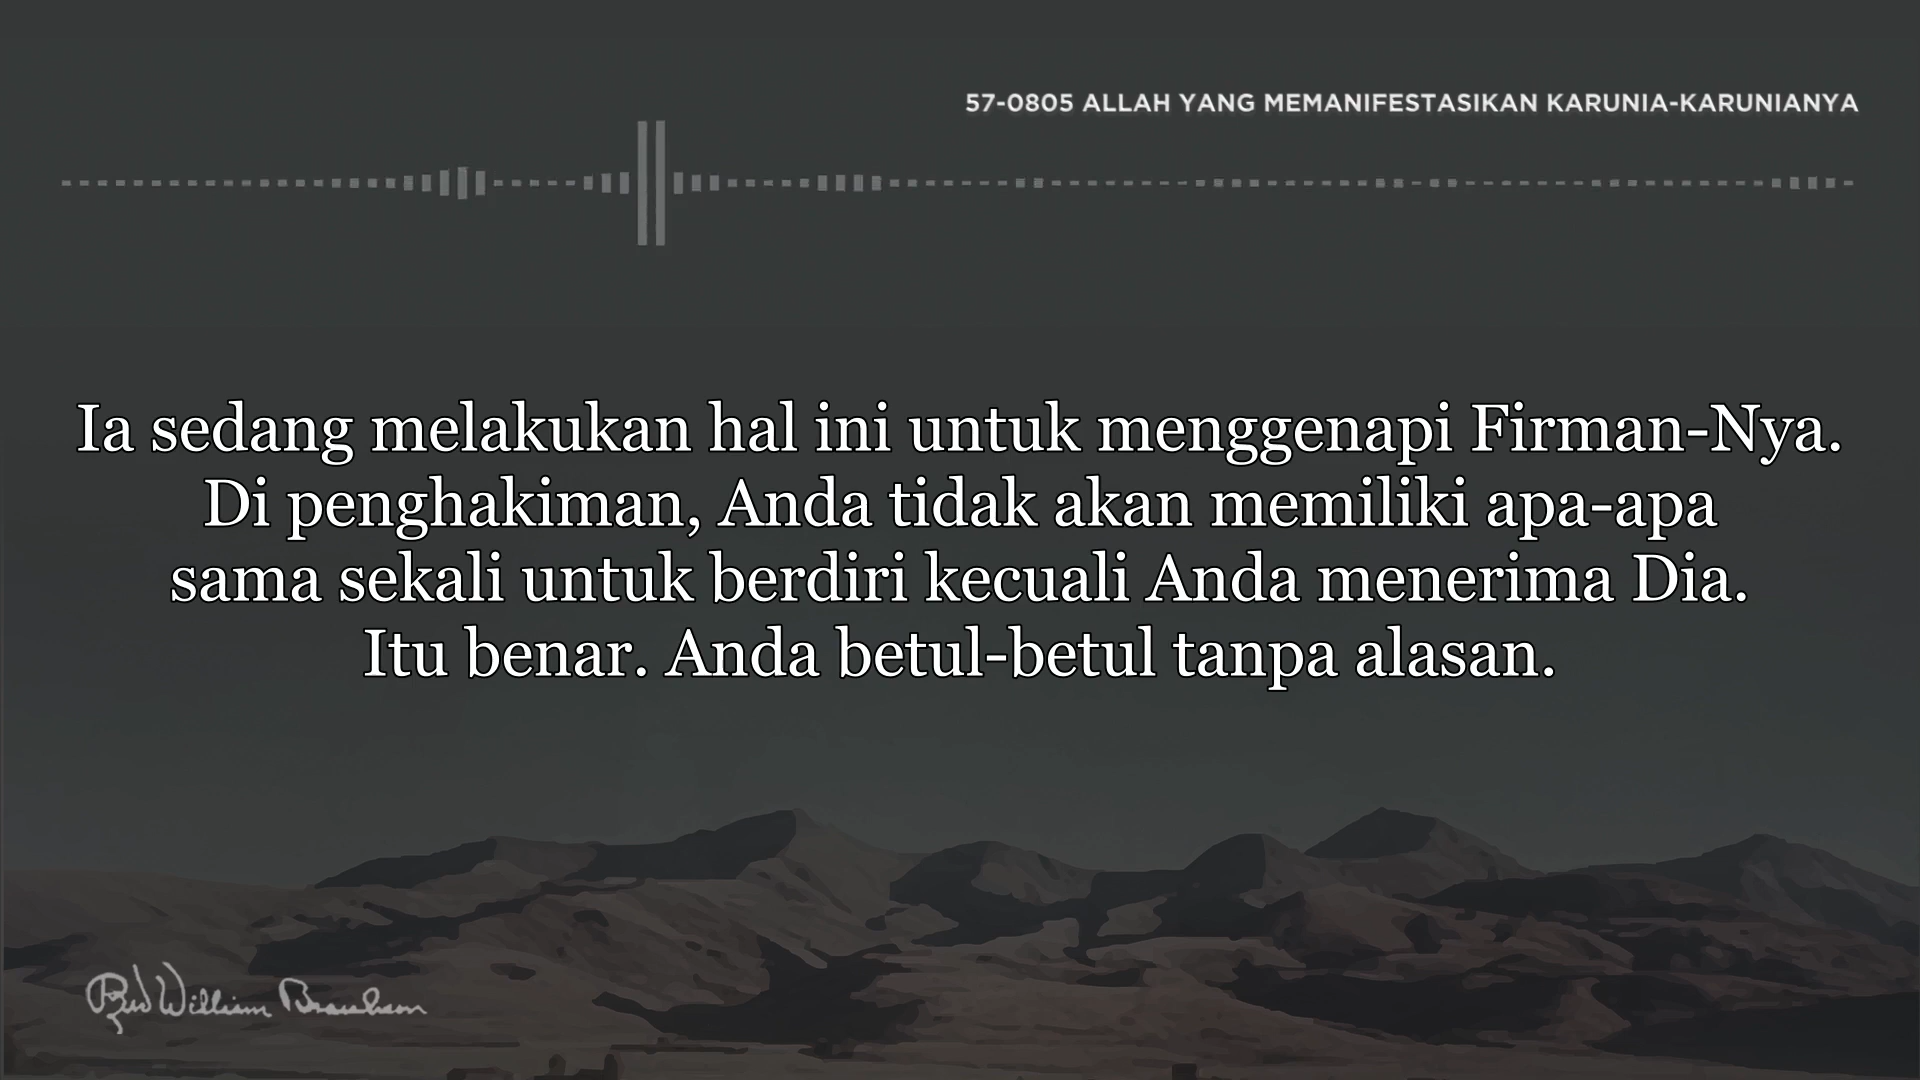 57-0805 ALLAH YANG MEMANIFESTASIKAN KARUNIA-KARUNIANYA
Ia sedang melakukan hal ini untuk menggenapi Firman-Nya.
Di penghakiman, Anda tidak akan memiliki apa-apa
sama sekali untuk berdiri kecuali Anda menerima Dia.
Itu benar. Anda betul-betul tanpa alasan.
Rev William Branham